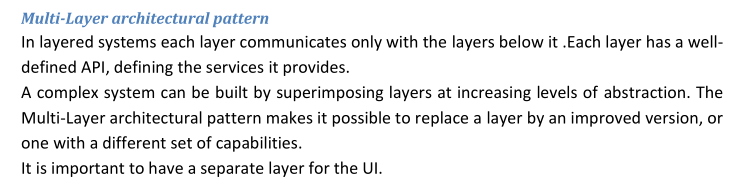 Multi-Layer architectural pattern
In layered systems each layer communicates only with the layers below it .Each layer has a well-
defined API, defining the services it provides.
A complex system can be built by superimposing layers at increasing levels of abstraction. The
Multi-Layer architectural pattern makes it possible to replace a layer by an improved version, or
one with a different set of capabilities.
It is important to have a separate layer for the UI.